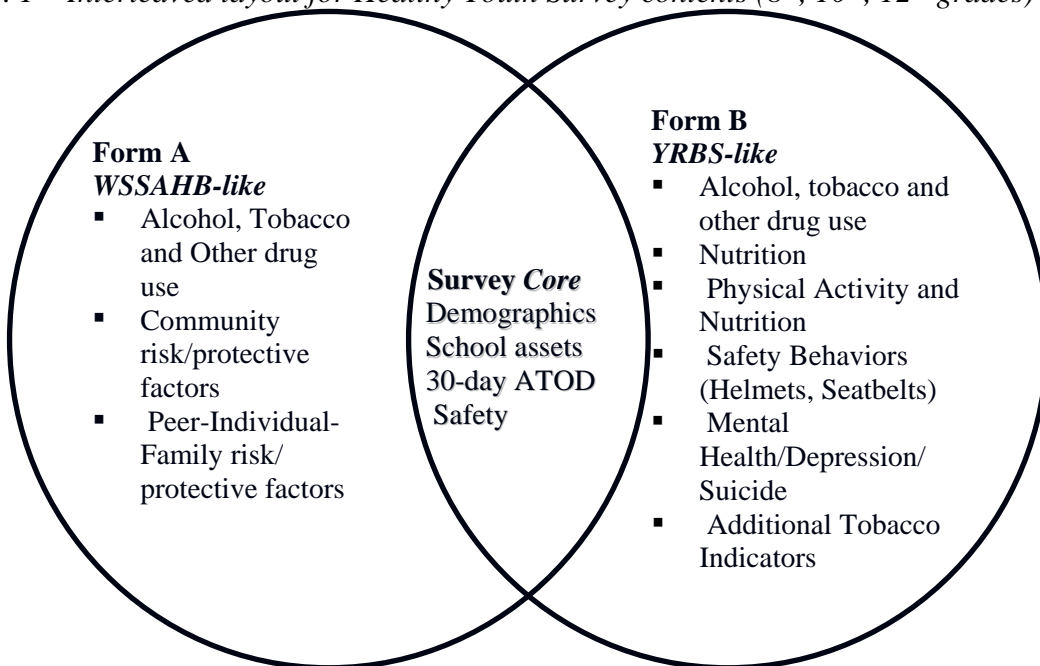 . 1 – Interleaved layout for Healthy Youth Survey contents (8 , 10 , 12 grades)
Form A
WSSAHB-like
▪ Alcohol, Tobacco
and Other drug
use
▪ Community
risk/protective
factors
▪ Peer-Individual-
Family risk/
protective factors
Survey Core
Demographics
School assets
30-day ATOD
Safety
Form B
YRBS-like
▪ Alcohol, tobacco and
other drug use
▪ Nutrition
▪ Physical Activity and
Nutrition
▪ Safety Behaviors
(Helmets, Seatbelts)
▪ Mental
Health/Depression/
Suicide
▪ Additional Tobacco
Indicators